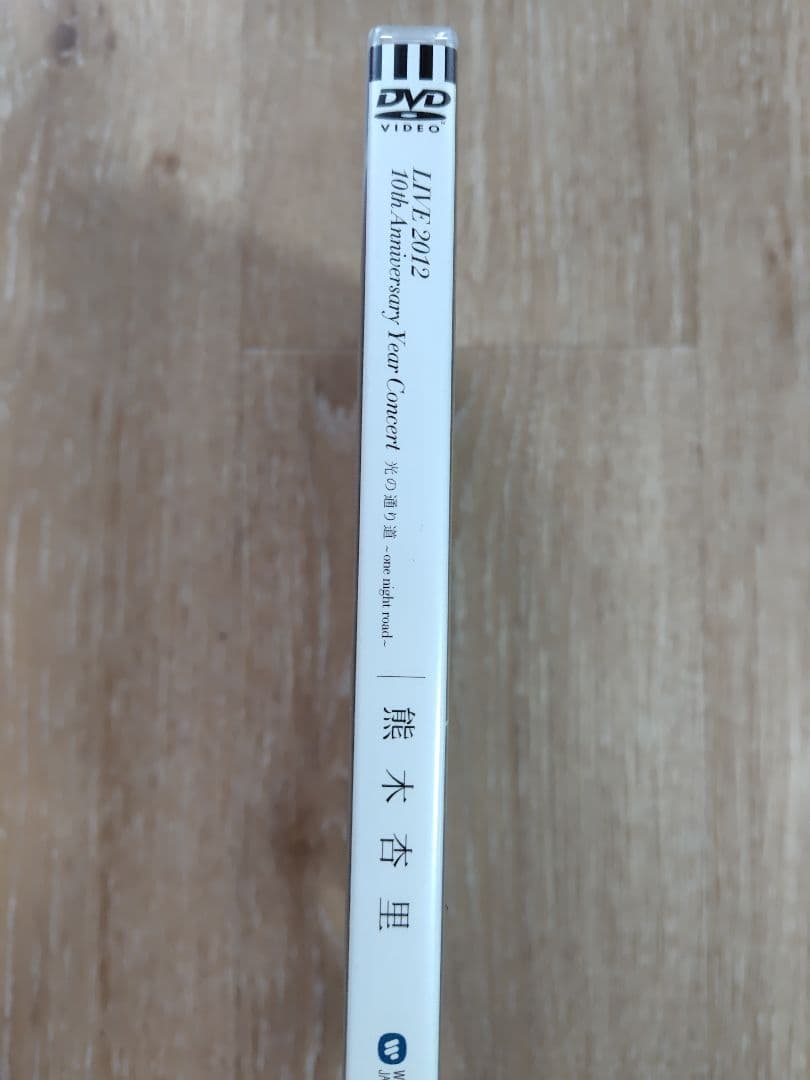 DVD
VIDEO
LIVE 2012
10th Anniversary Year Concert 光の通り道 ~one night road~
熊木杏里